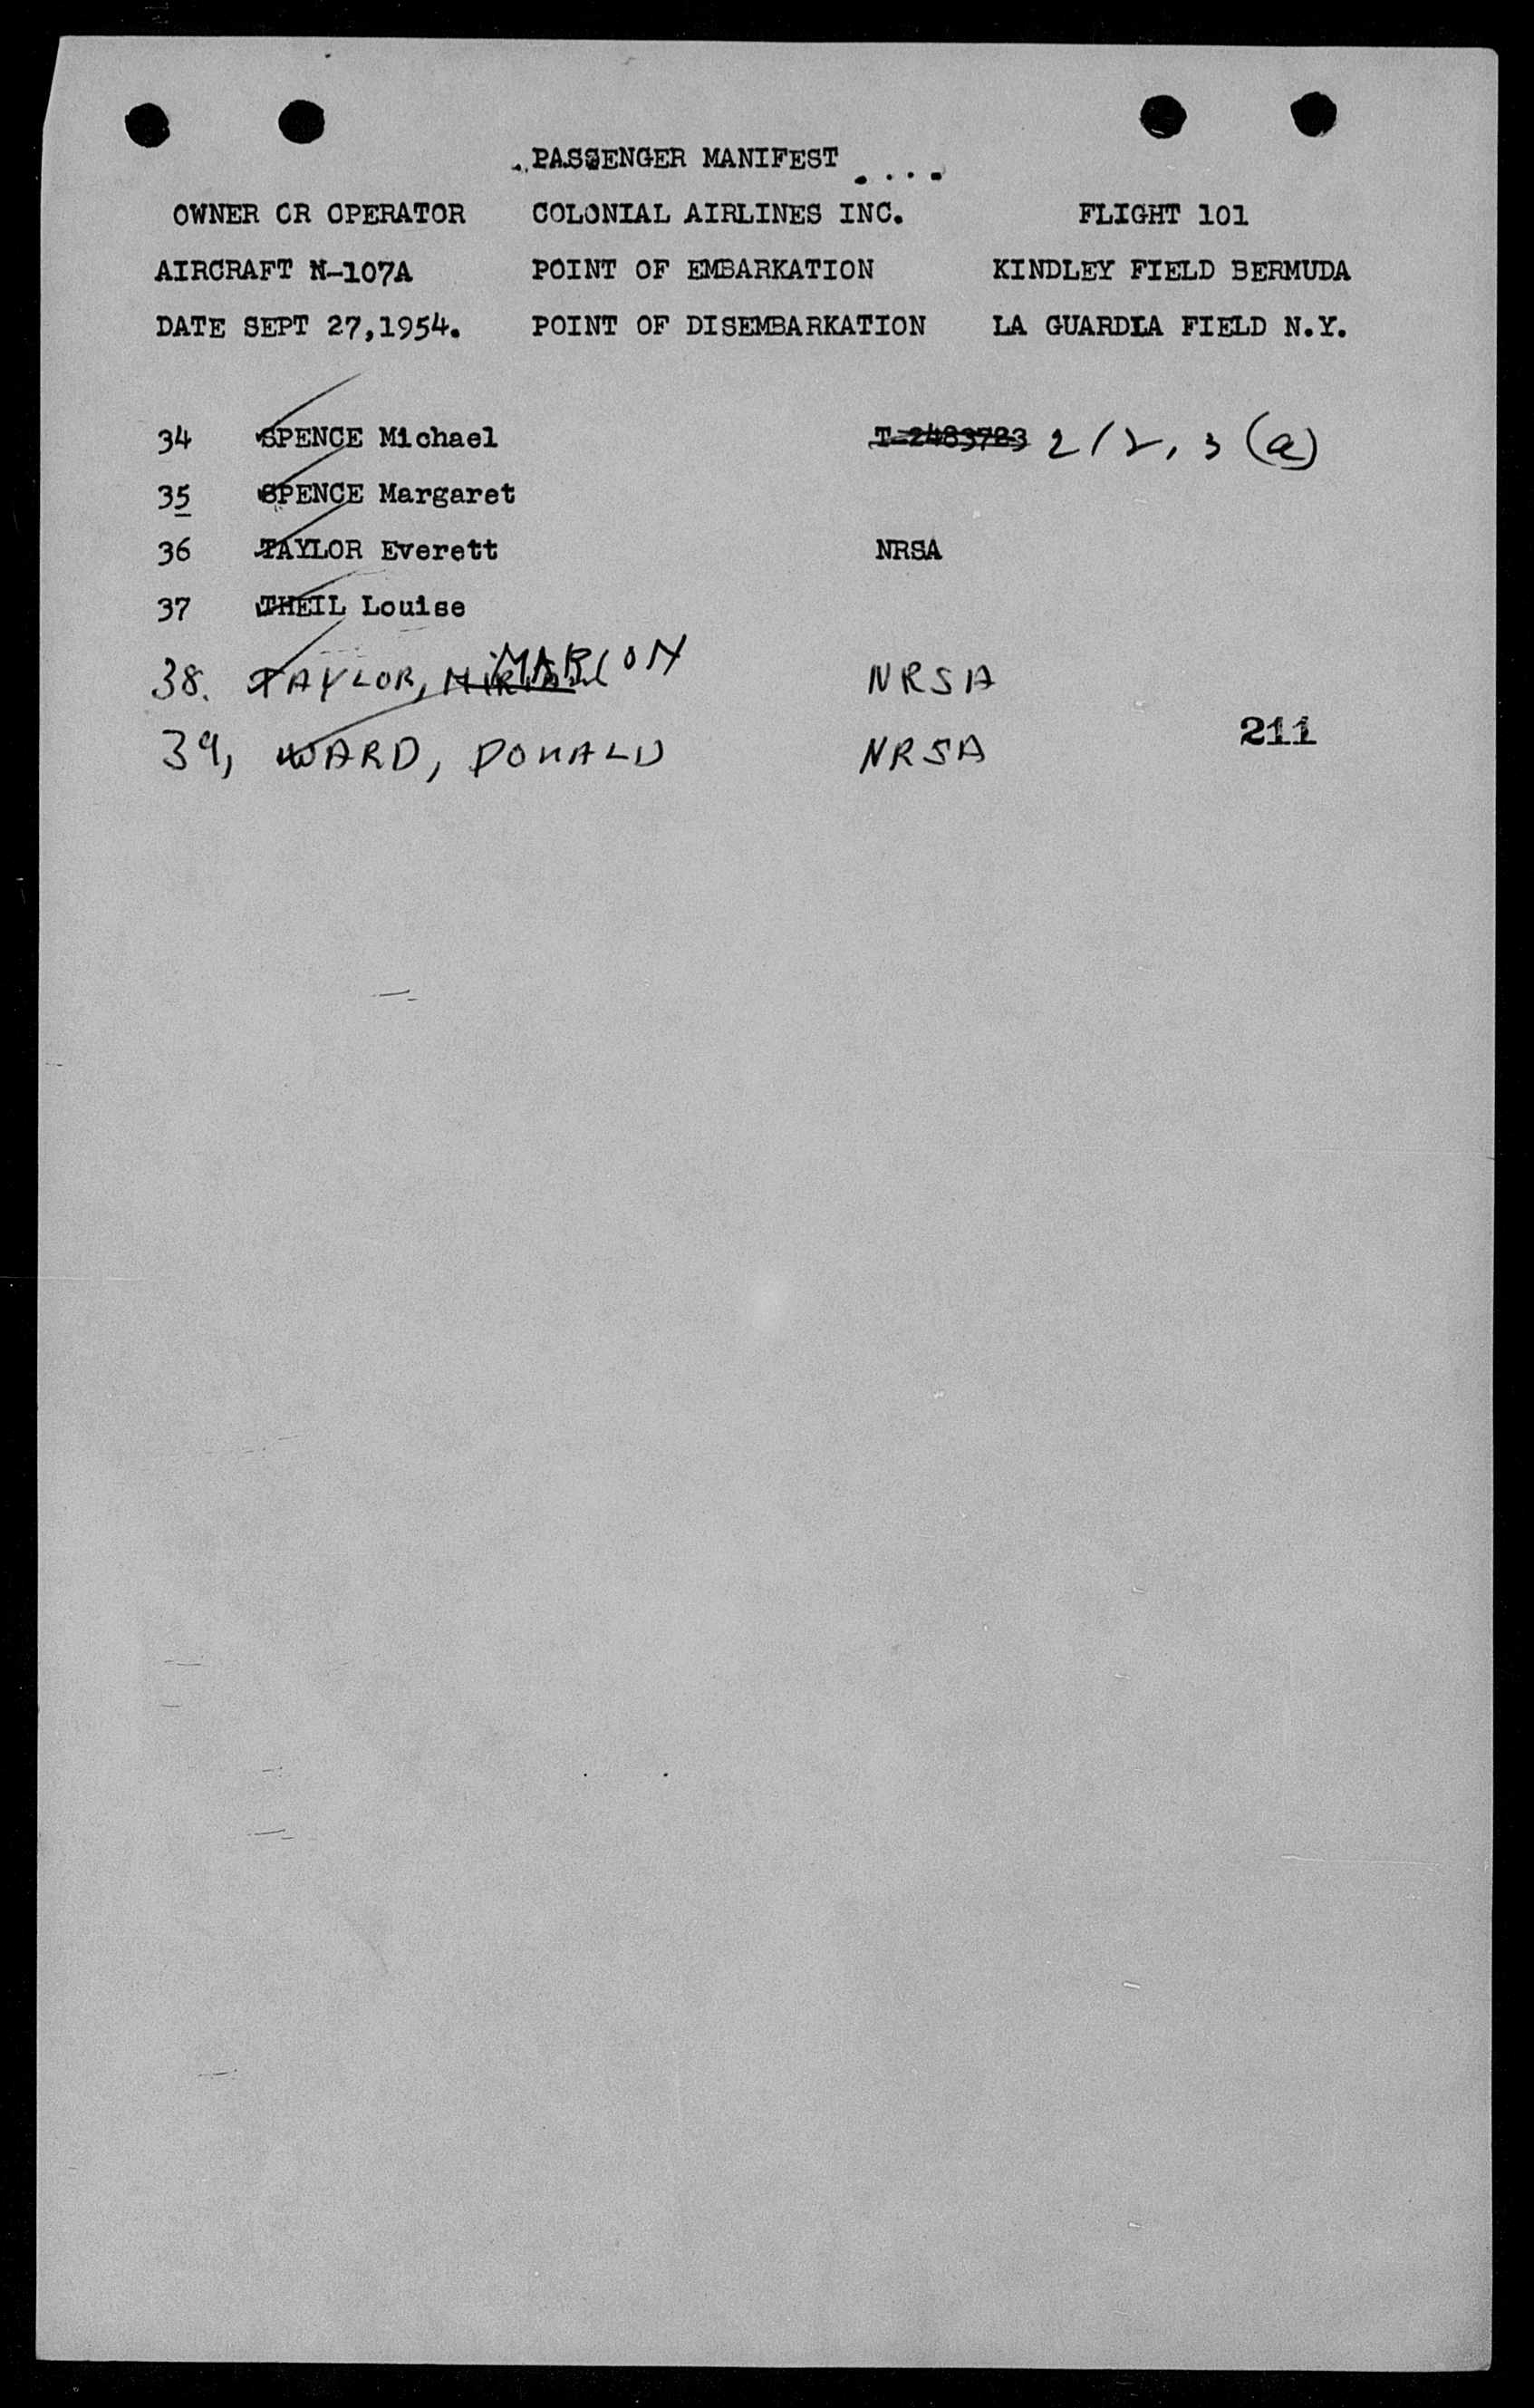 PASSENGER MANIFEST ....
OWNER OR OPERATOR COLONIAL AIRLINES INC. FLIGHT 101
AIRCRAFT N-107A POINT OF EMBARKATION KINDLEY FIELD BERMUDA
DATE SEPT 27,1954. POINT OF DISEMBARKATION LA GUARDIA FIELD N.Y.
34 SPENCE Michael T-2483723 212, 3 (a)
35 SPENCE Margaret
36 TAYLOR Everett NRSA
37 THEIL Louise
38. TAYLOR, MARION NRSA
39, WARD, DONALD NRSA
211